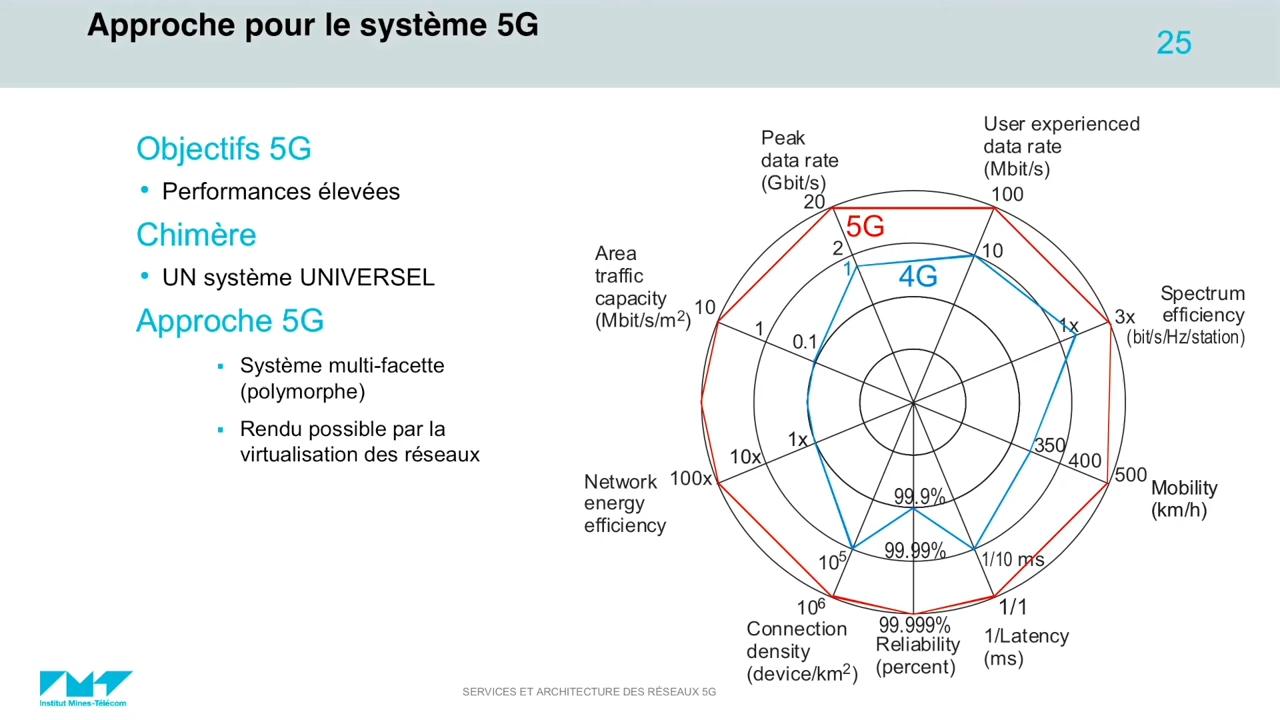 Approche pour le système 5G
25
Objectifs 5G
• Performances élevées
Chimère
• UN système UNIVERSEL
Approche 5G
▪ Système multi-facette
(polymorphe)
▪ Rendu possible par la
virtualisation des réseaux
Peak
data rate
(Gbit/s)
20
2
1
User experienced
data rate
(Mbit/s)
100
10
5G
4G
Area
traffic
capacity
(Mbit/s/m²)
10
1
0.1
Spectrum
efficiency
(bit/s/Hz/station)
3x
1x
Network
energy
efficiency
100x
10x
1x
Mobility
(km/h)
350
400
500
99.9%
99.99%
99.999%
Reliability
(percent)
10⁵
10⁶
Connection
density
(device/km²)
1/10 ms
1/1
1/Latency
(ms)
IMT
Institut Mines-Télécom
SERVICES ET ARCHITECTURE DES RÉSEAUX 5G